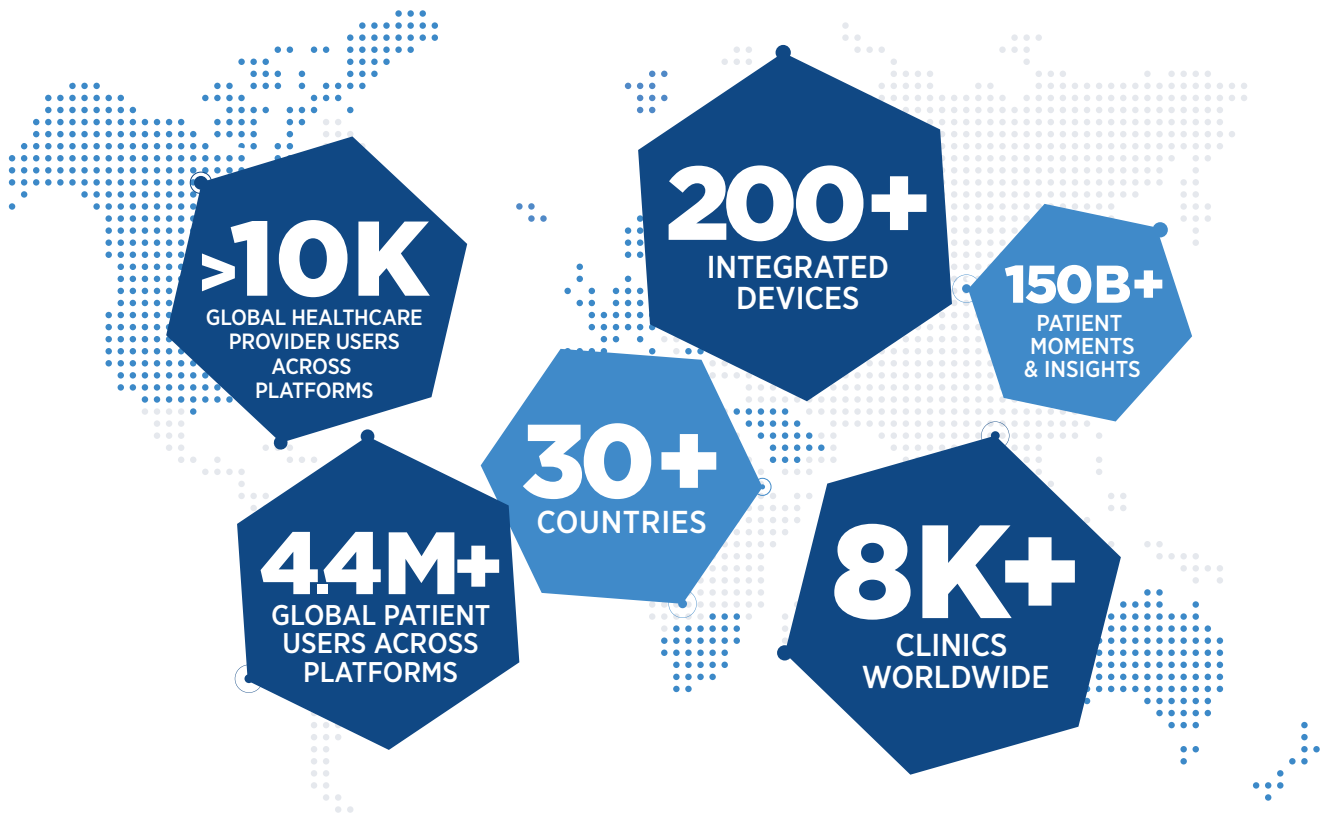 >10K
GLOBAL HEALTHCARE
PROVIDER USERS
ACROSS
PLATFORMS
200+
INTEGRATED
DEVICES
150B+
PATIENT
MOMENTS
& INSIGHTS
30+
COUNTRIES
4.4M+
GLOBAL PATIENT
USERS ACROSS
PLATFORMS
8K+
CLINICS
WORLDWIDE